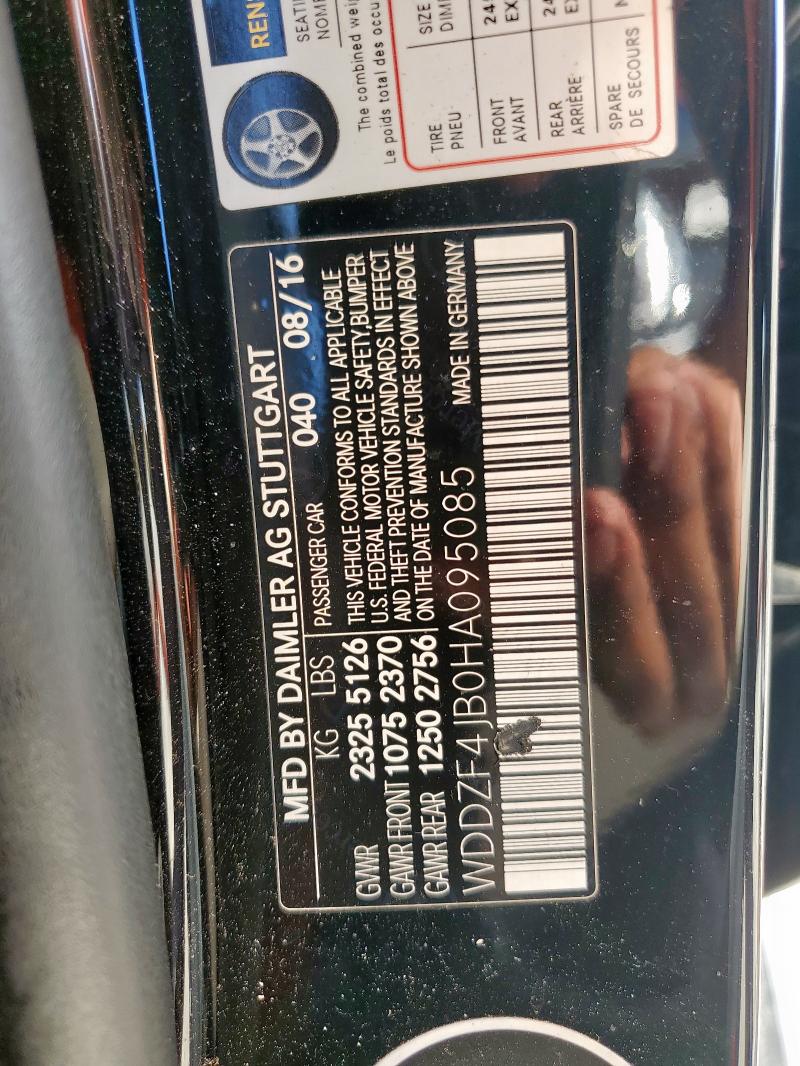 MFD BY DAIMLER AG STUTTGART
KG LBS PASSENGER CAR 040 08/16
GVWR 2325 5126 THIS VEHICLE CONFORMS TO ALL APPLICABLE
U.S. FEDERAL MOTOR VEHICLE SAFETY,BUMPER
GAWR FRONT 1075 2370 AND THEFT PREVENTION STANDARDS IN EFFECT
GAWR REAR 1250 2756 ON THE DATE OF MANUFACTURE SHOWN ABOVE
WDDZF4JB0HA095085 MADE IN GERMANY
The combined
Le poids total des
TIRE SIZE
PNEU
FRONT
AVANT
REAR
ARRIÈRE
SPARE
DE SECOURS